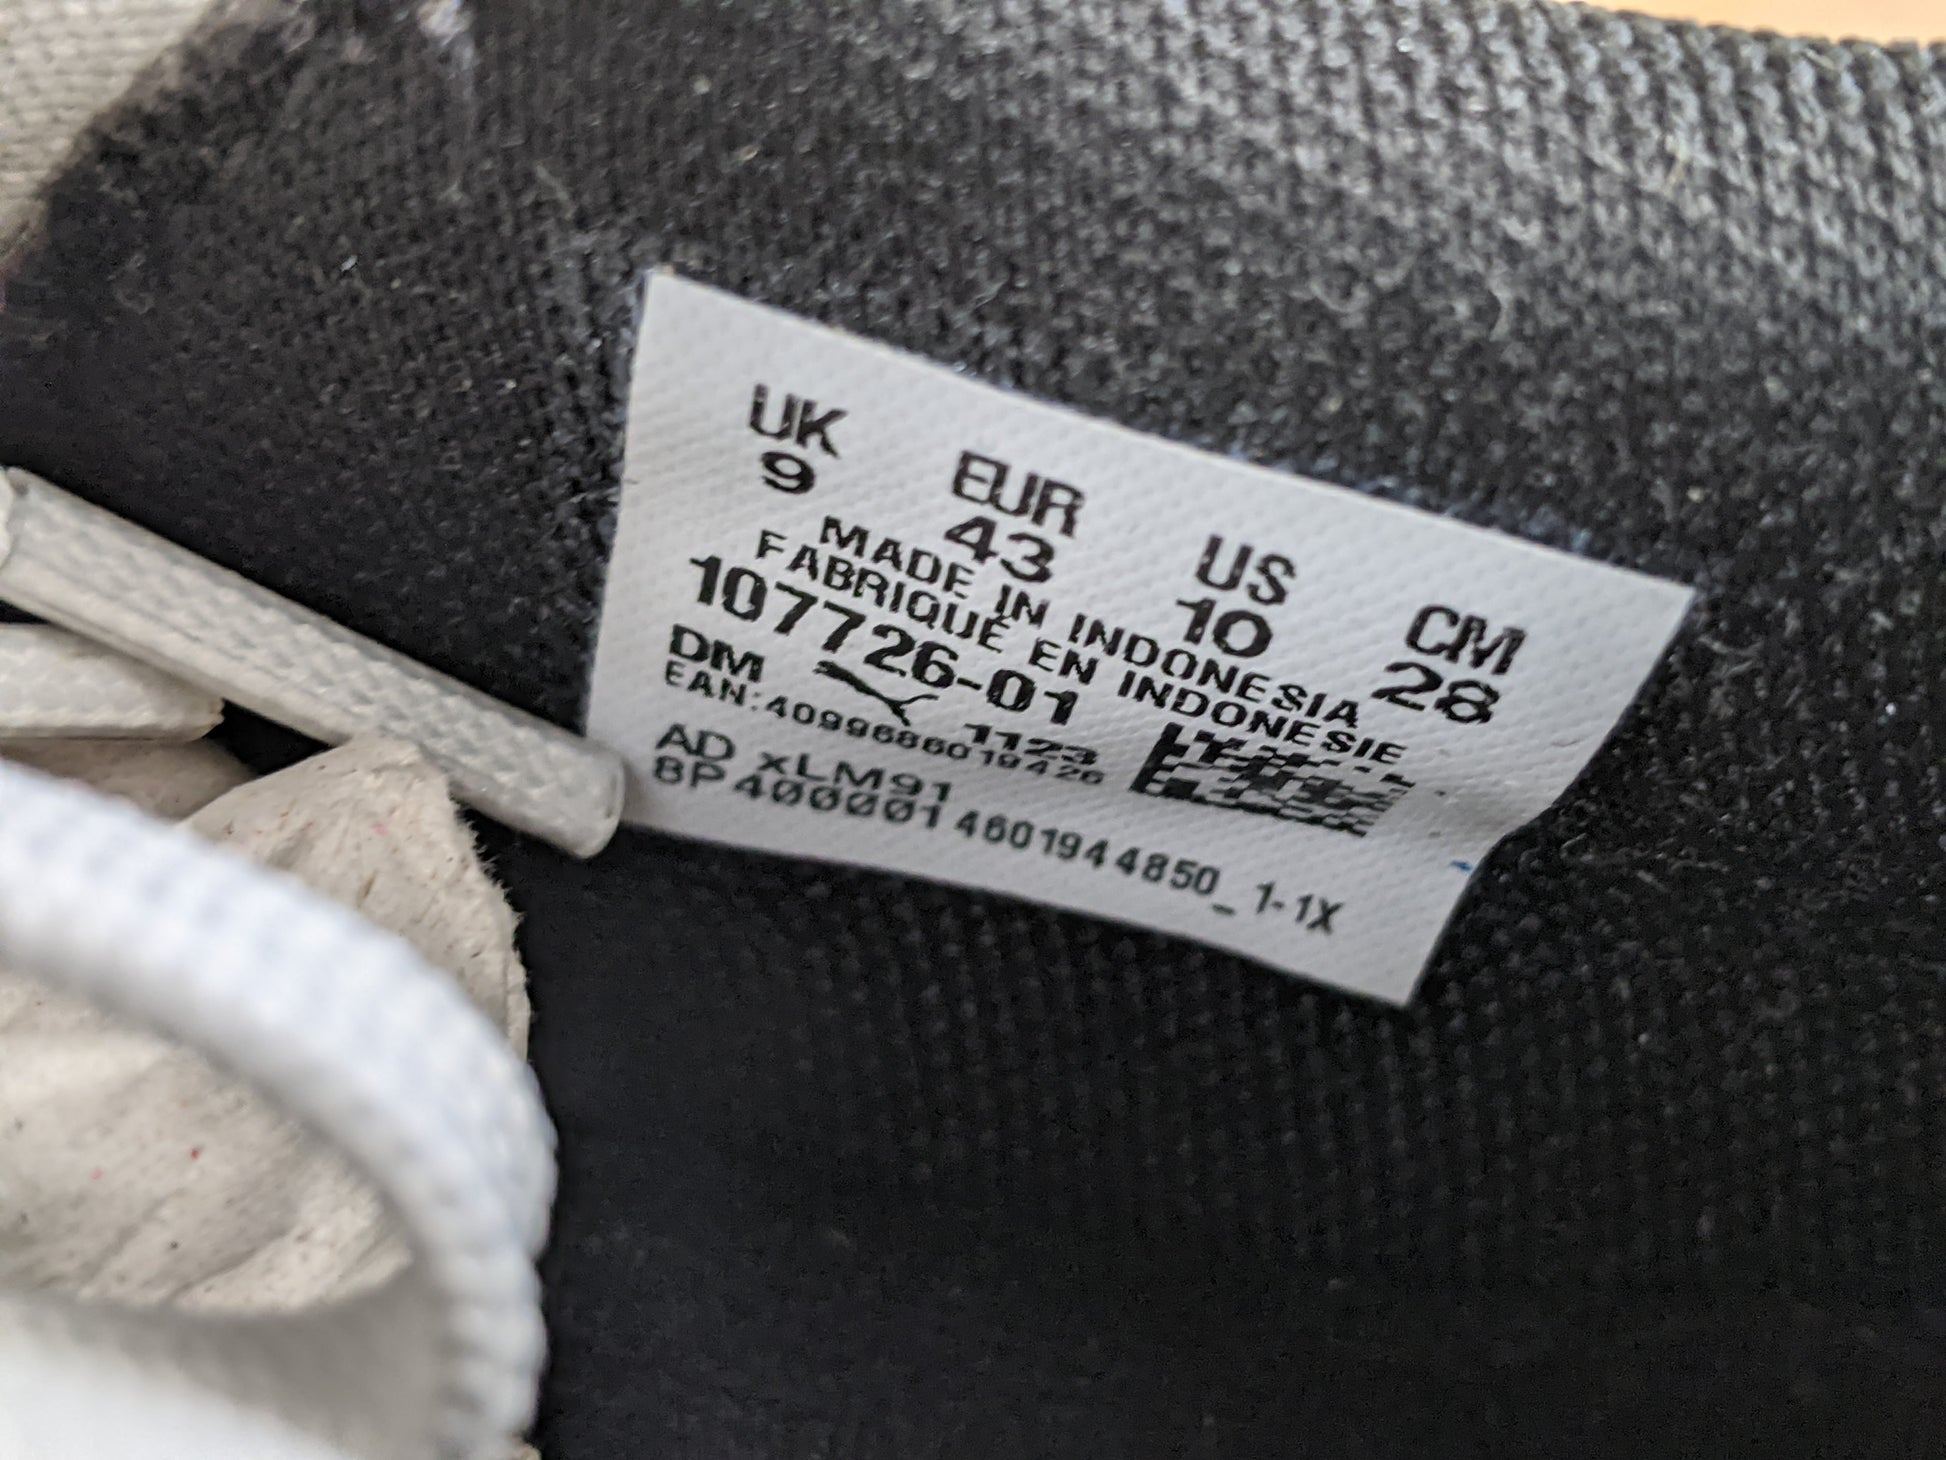 UK EUR US CM
9 43 10 28
MADE IN INDONESIA
FABRIQUÉ EN INDONESIE
107726-01
DM 1123
EAN:4099686019426
AD xLM91
8P4000014601944850_1-1X